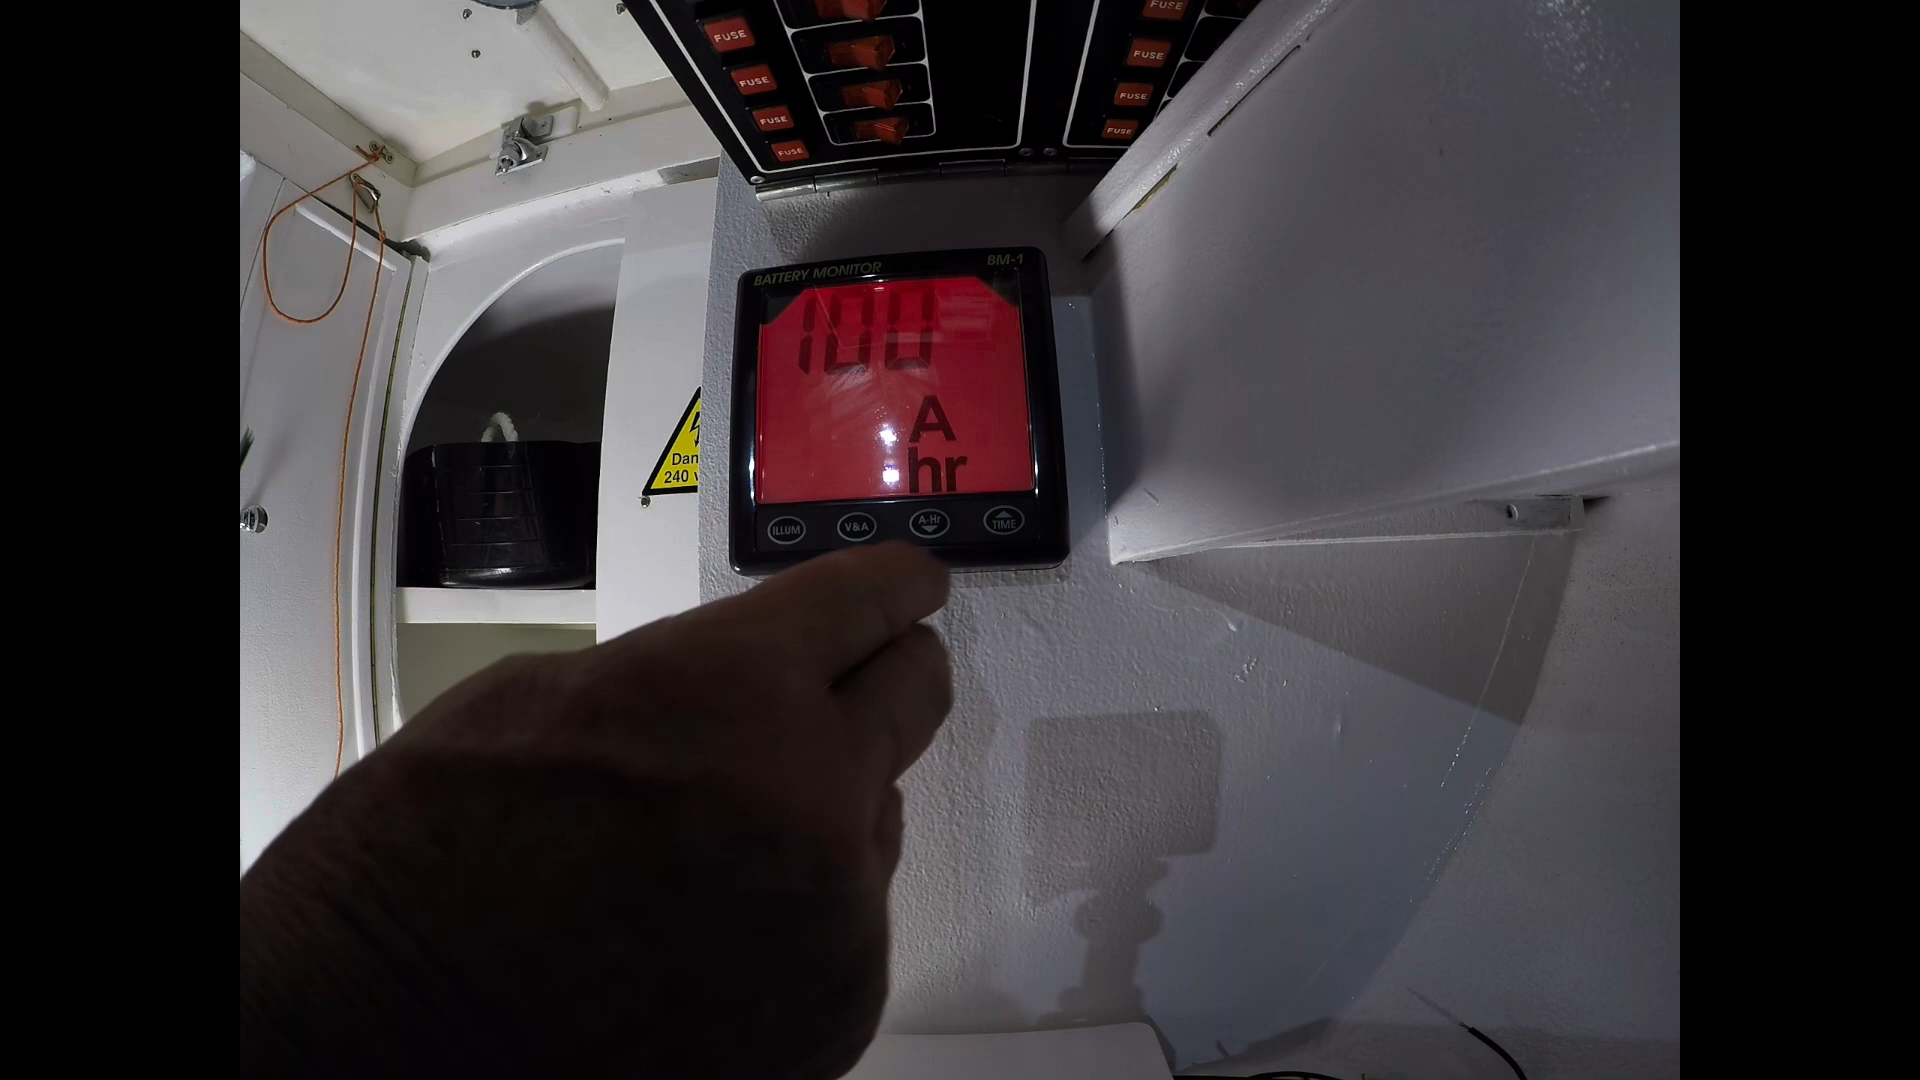 FUSE
FUSE
FUSE
FUSE
FUSE
FUSE
FUSE
FUSE
BATTERY MONITOR BM-1
100
A
hr
ILLUM V&A A-Hr TIME
Dan
240 v